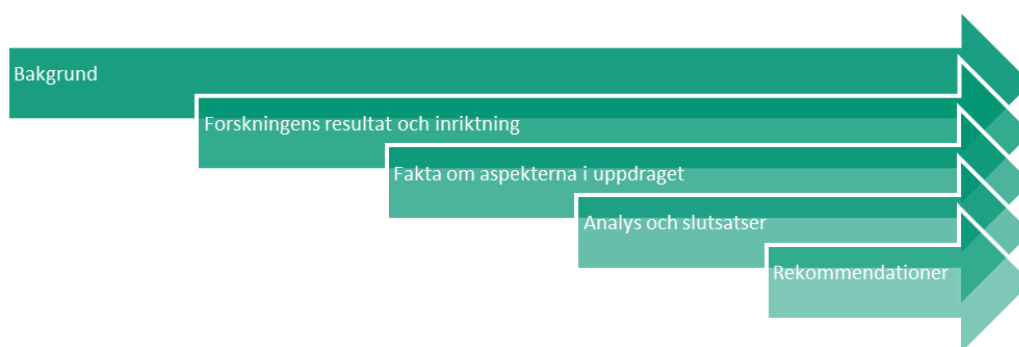 Bakgrund
Forskningens resultat och inriktning
Fakta om aspekterna i uppdraget
Analys och slutsatser
Rekommendationer